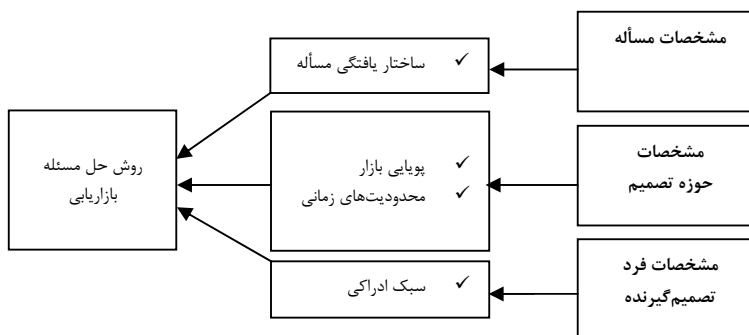 مشخصات مسأله
✓ ساختار یافتگی مسأله
مشخصات
حوزه تصمیم
✓ پویایی بازار
✓ محدودیت‌های زمانی
روش حل مسئله
بازاریابی
مشخصات فرد
تصمیم‌گیرنده
✓ سبک ادراکی